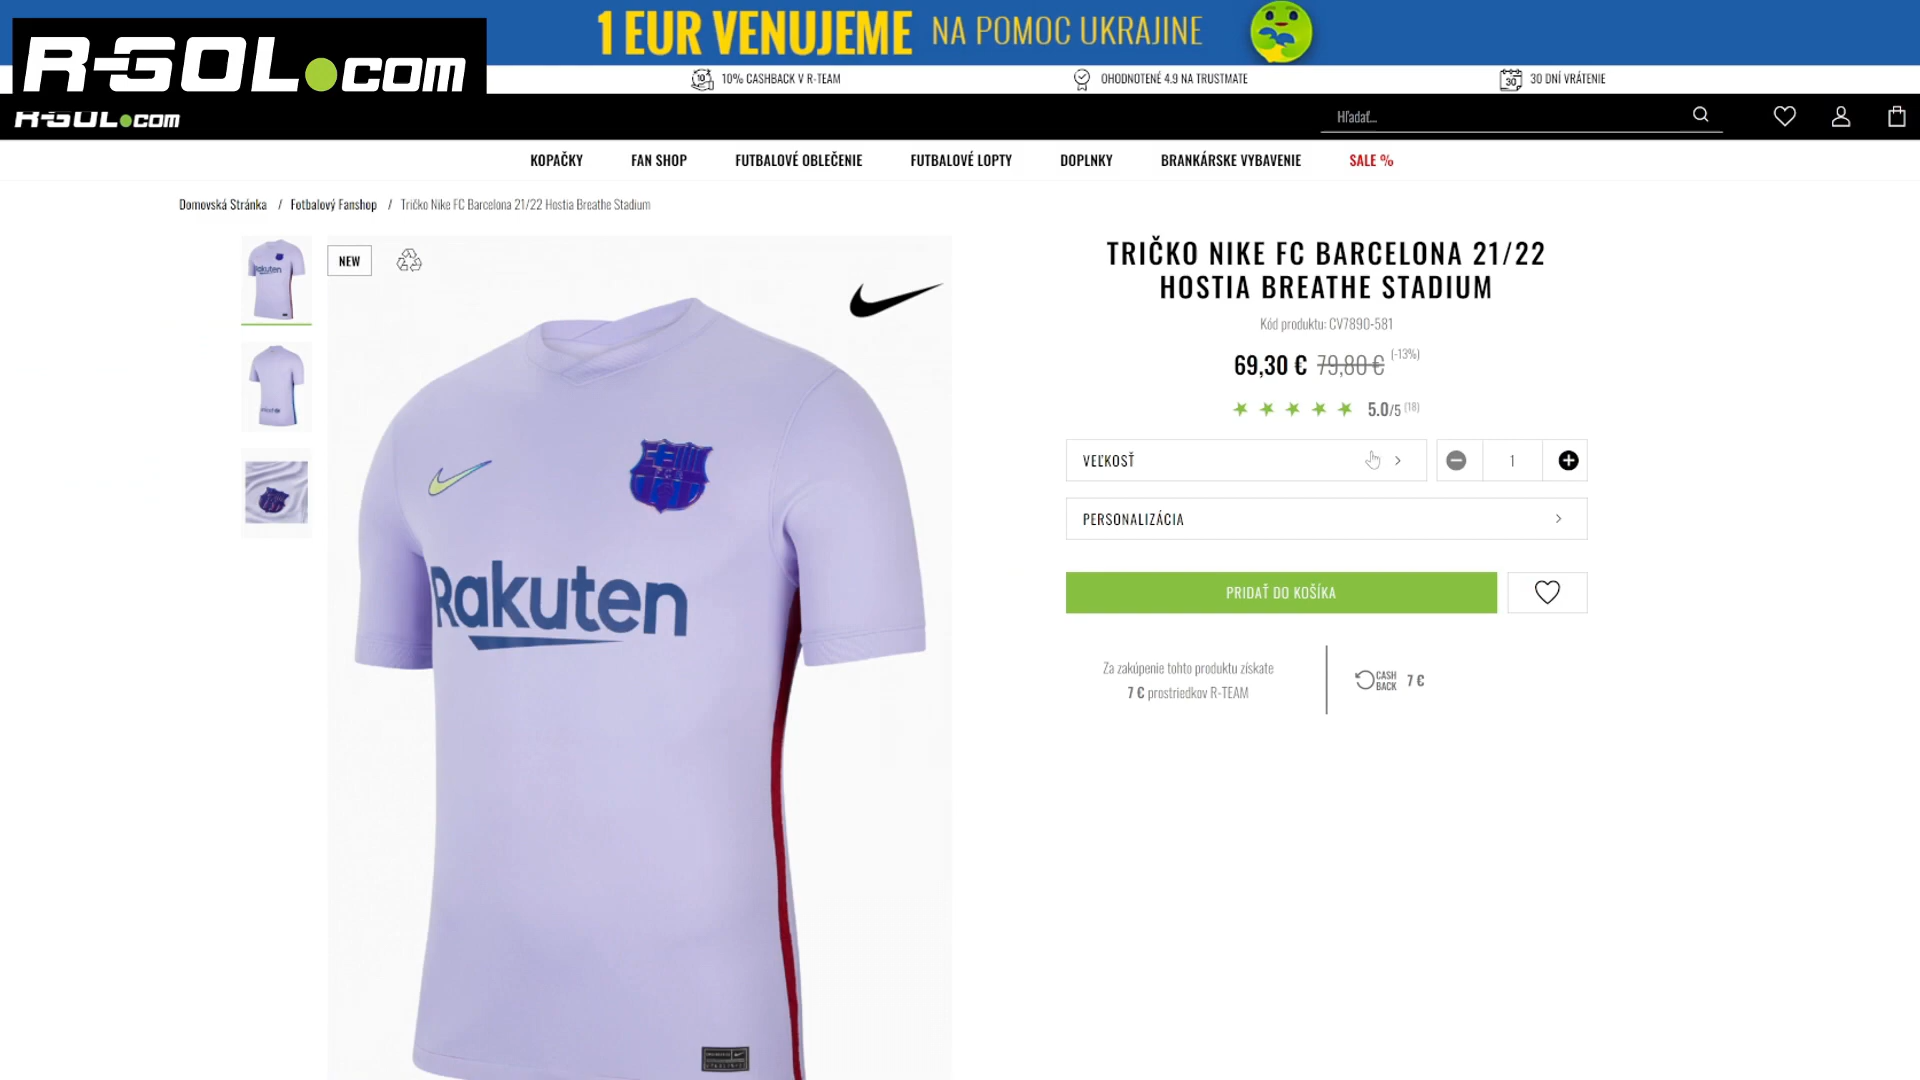 1 EUR VENUJEME NA POMOC UKRAJINE
R-GOL.com
10% CASHBACK V R-TEAM
OHODNOTENÉ 4.9 NA TRUSTMATE
30 DNÍ VRÁTENIE
R-GOL.com
Hľadať...
KOPAČKY FAN SHOP FUTBALOVÉ OBLEČENIE FUTBALOVÉ LOPTY DOPLNKY BRANKÁRSKE VYBAVENIE SALE %
Domovská Stránka / Fotbalový Fanshop / Tričko Nike FC Barcelona 21/22 Hostia Breathe Stadium
NEW
Rakuten
TRIČKO NIKE FC BARCELONA 21/22
HOSTIA BREATHE STADIUM
Kód produktu: CV7890-581
69,30 € 79,80 € (-13%)
5.0/5 (18)
VEĽKOSŤ
1
PERSONALIZÁCIA
PRIDAŤ DO KOŠÍKA
Za zakúpenie tohto produktu získate
7 € prostriedkov R-TEAM
CASH
BACK
7 €